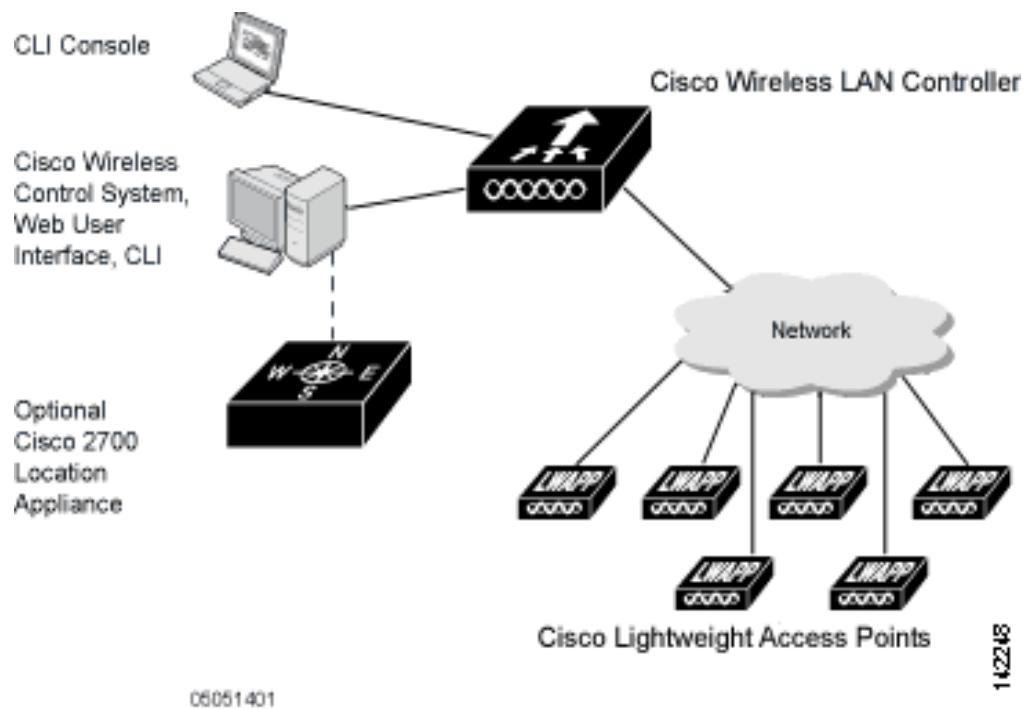 CLI Console
Cisco Wireless LAN Controller
Cisco Wireless
Control System,
Web User
Interface, CLI
Network
N
W E
S
Optional
Cisco 2700
Location
Appliance
LWAPP LWAPP LWAPP LWAPP
LWAPP LWAPP
Cisco Lightweight Access Points
142248
05051401